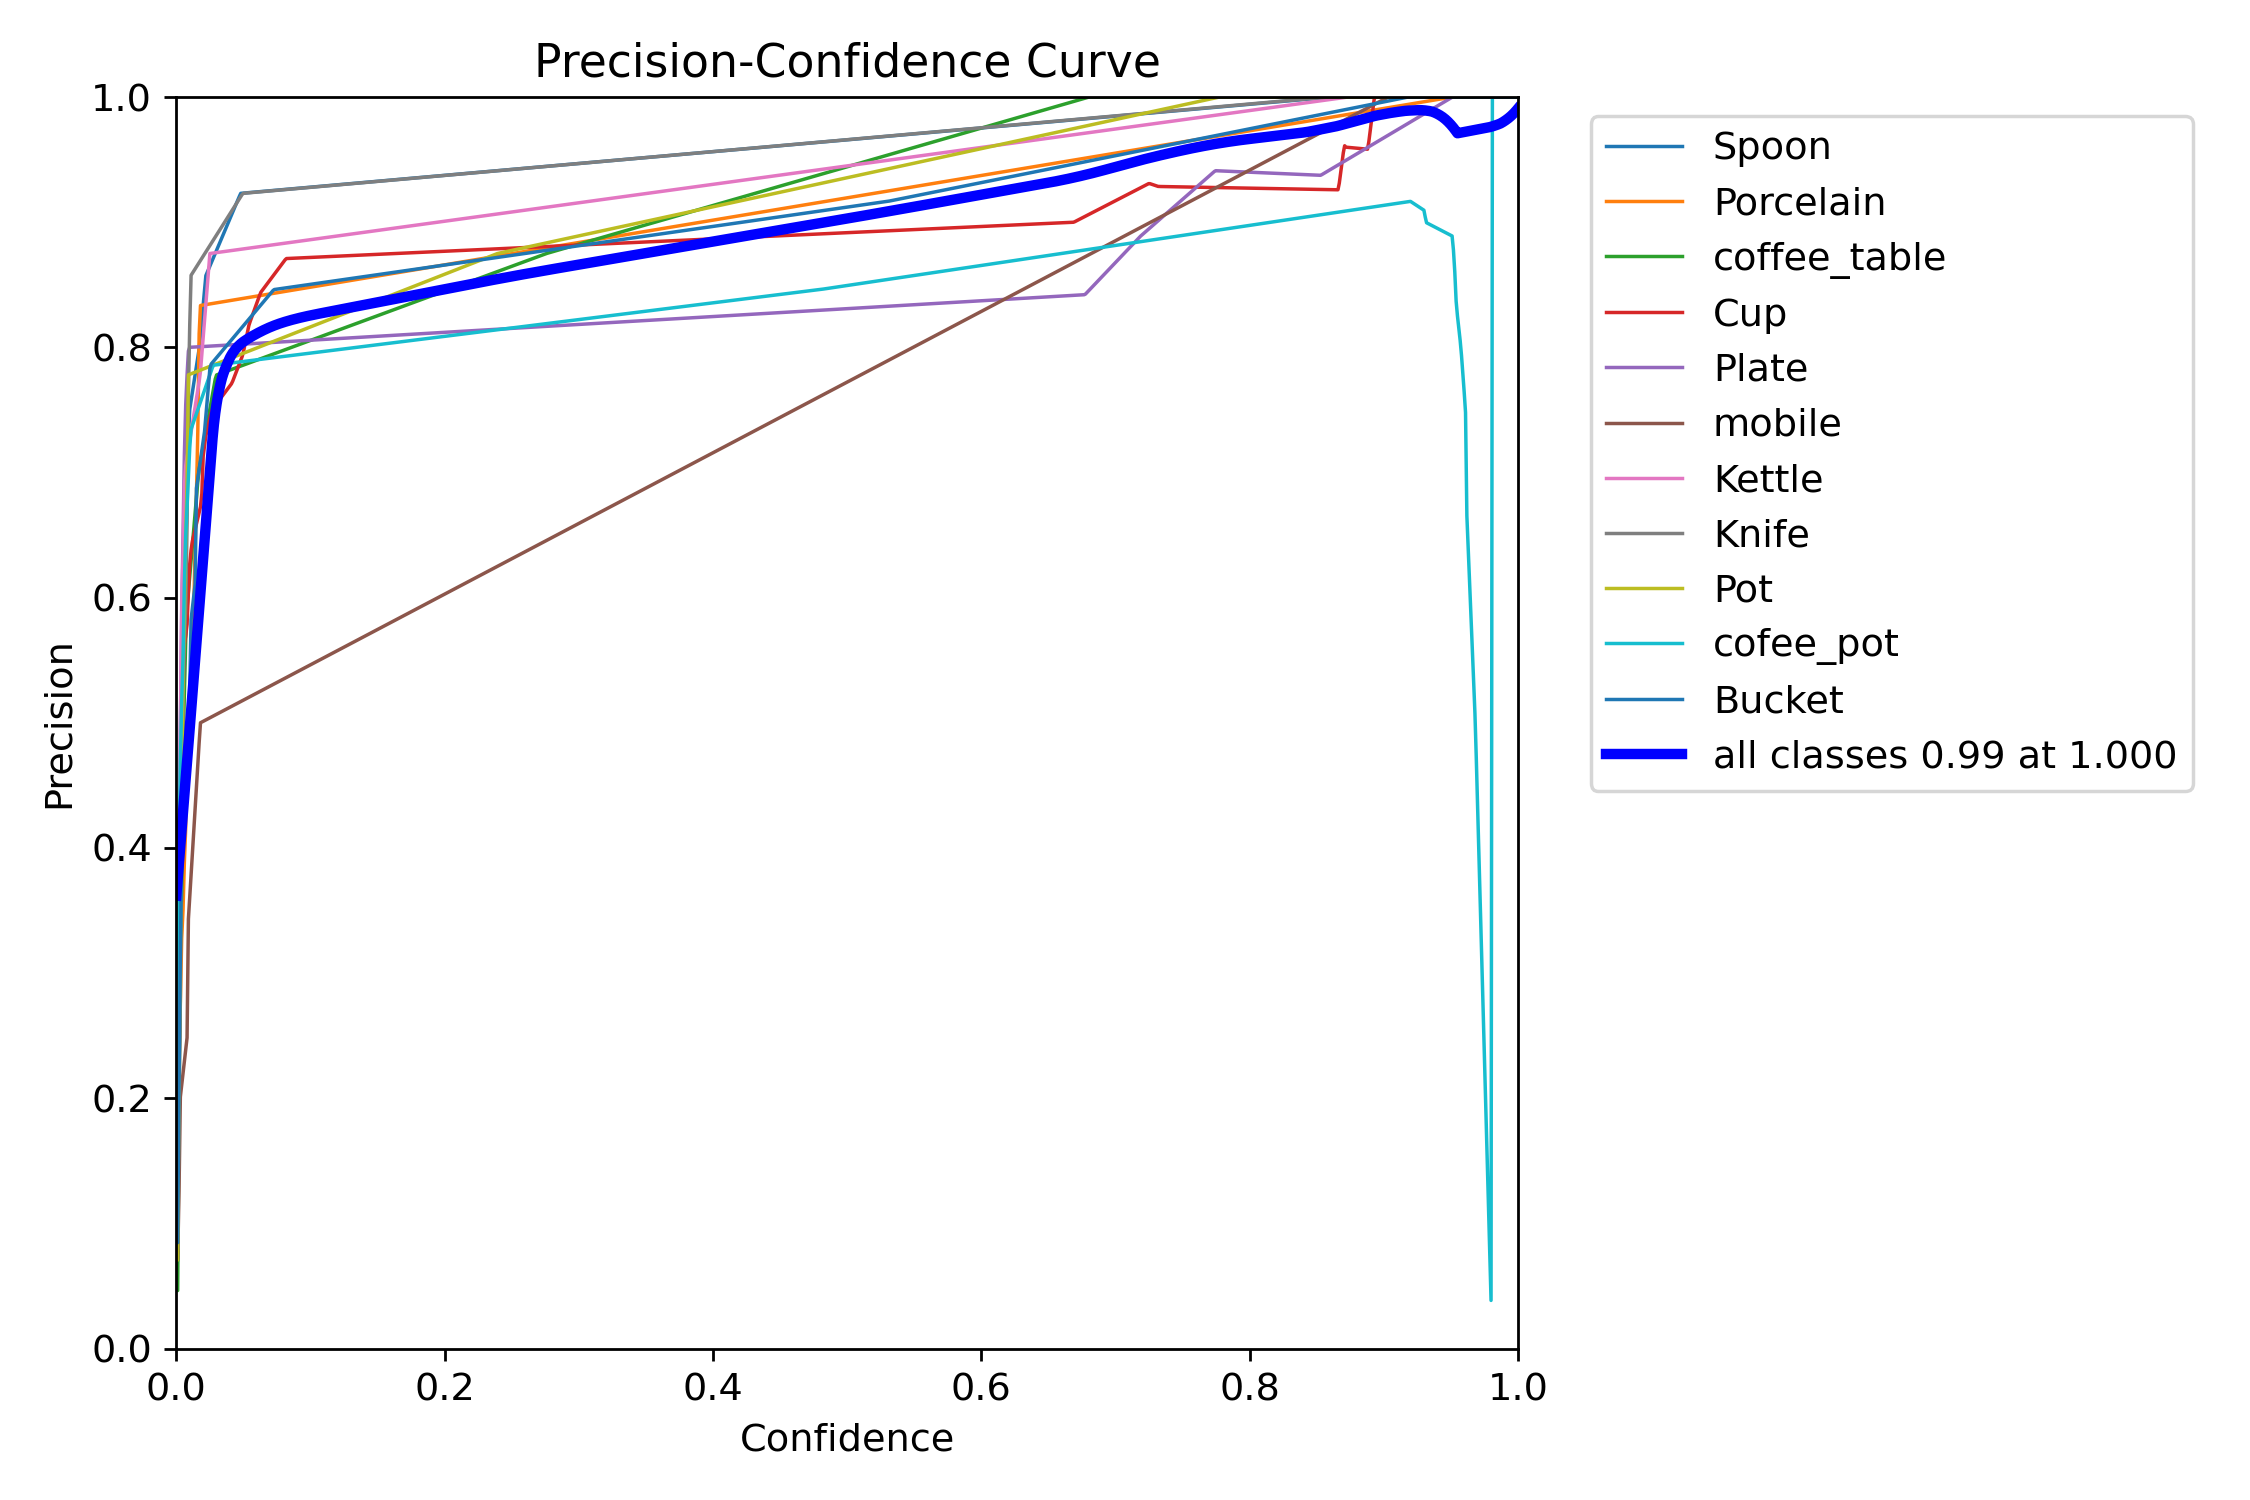 Precision-Confidence Curve
1.0
0.8
0.6
0.4
0.2
0.0
Precision
0.0 0.2 0.4 0.6 0.8 1.0
Confidence
Spoon
Porcelain
coffee_table
Cup
Plate
mobile
Kettle
Knife
Pot
cofee_pot
Bucket
all classes 0.99 at 1.000